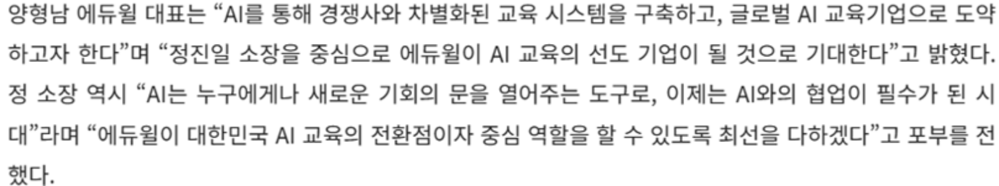 양형남 에듀윌 대표는 “AI를 통해 경쟁사와 차별화된 교육 시스템을 구축하고, 글로벌 AI 교육기업으로 도약
하고자 한다”며 “정진일 소장을 중심으로 에듀윌이 AI 교육의 선도 기업이 될 것으로 기대한다”고 밝혔다.
정 소장 역시 “AI는 누구에게나 새로운 기회의 문을 열어주는 도구로, 이제는 AI와의 협업이 필수가 된 시
대”라며 “에듀윌이 대한민국 AI 교육의 전환점이자 중심 역할을 할 수 있도록 최선을 다하겠다”고 포부를 전
했다.